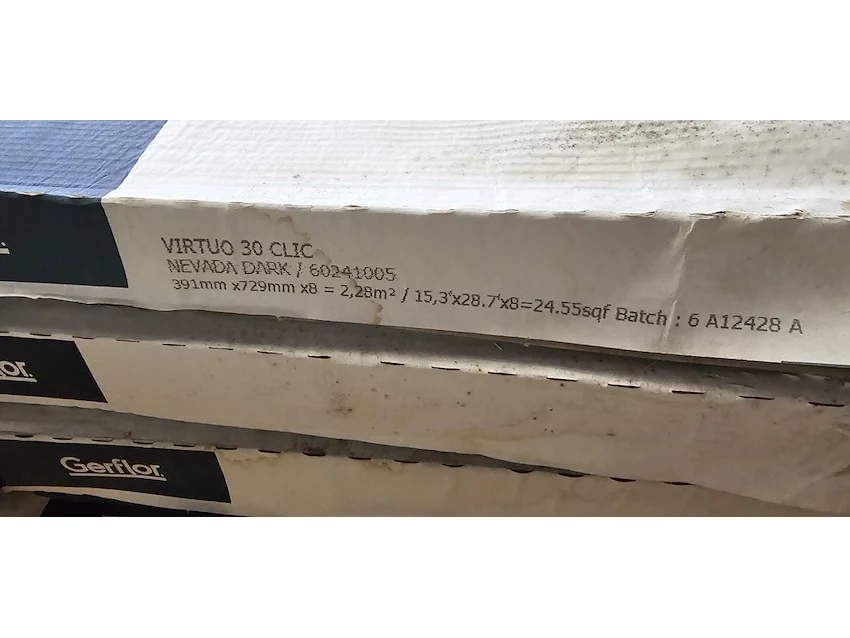 VIRTUO 30 CLIC
NEVADA DARK / 60241005
391mm x729mm x8 = 2,28m² / 15,3'x28.7'x8=24.55sqf Batch : 6 A12428 A
Gerflor.